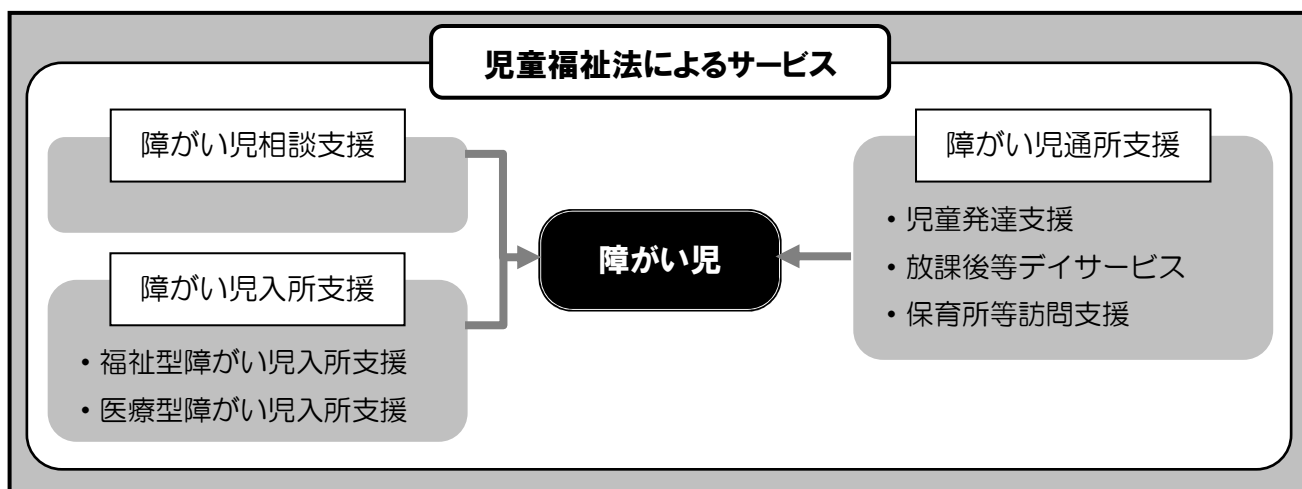 児童福祉法によるサービス
障がい児相談支援
障がい児入所支援
・福祉型障がい児入所支援
・医療型障がい児入所支援
障がい児
障がい児通所支援
・児童発達支援
・放課後等デイサービス
・保育所等訪問支援